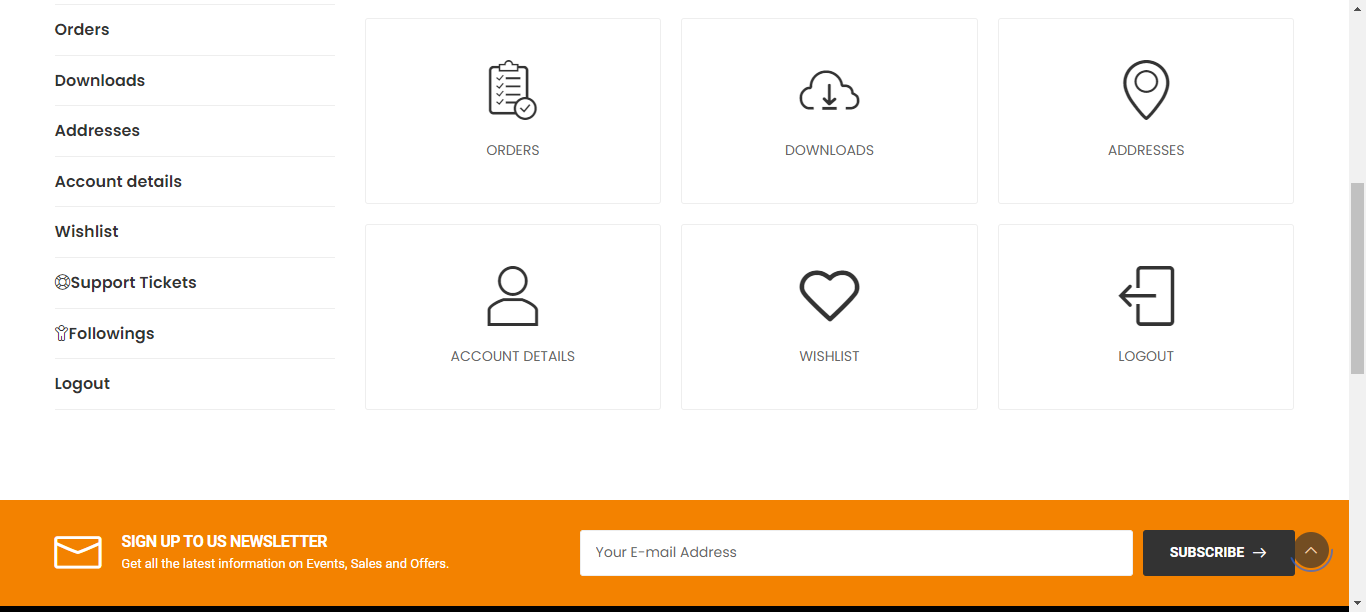 Orders
Downloads
Addresses
Account details
Wishlist
Support Tickets
Followings
Logout
ORDERS
DOWNLOADS
ADDRESSES
ACCOUNT DETAILS
WISHLIST
LOGOUT
SIGN UP TO US NEWSLETTER
Get all the latest information on Events, Sales and Offers.
Your E-mail Address
SUBSCRIBE